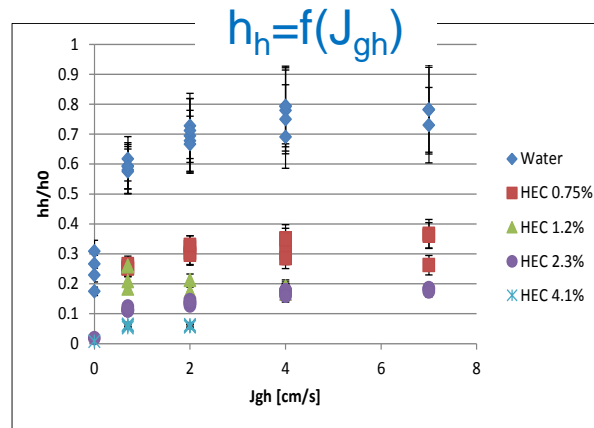 hh=f(Jgh)
1
0.9
0.8
0.7
0.6
0.5
0.4
0.3
0.2
0.1
0
hh/h0
0 2 4 6 8
Jgh [cm/s]
Water
HEC 0.75%
HEC 1.2%
HEC 2.3%
HEC 4.1%